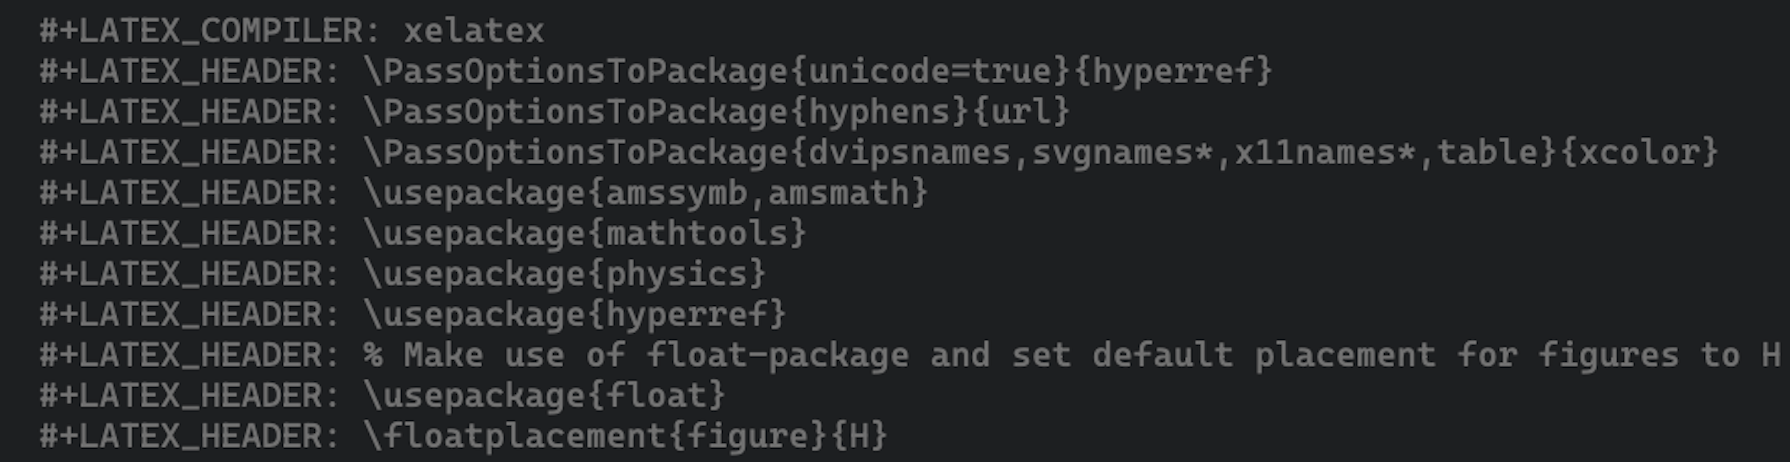 #+LATEX_COMPILER: xelatex
#+LATEX_HEADER: \PassOptionsToPackage{unicode=true}{hyperref}
#+LATEX_HEADER: \PassOptionsToPackage{hyphens}{url}
#+LATEX_HEADER: \PassOptionsToPackage{dvipsnames,svgnames*,x11names*,table}{xcolor}
#+LATEX_HEADER: \usepackage{amssymb,amsmath}
#+LATEX_HEADER: \usepackage{mathtools}
#+LATEX_HEADER: \usepackage{physics}
#+LATEX_HEADER: \usepackage{hyperref}
#+LATEX_HEADER: % Make use of float-package and set default placement for figures to H
#+LATEX_HEADER: \usepackage{float}
#+LATEX_HEADER: \floatplacement{figure}{H}